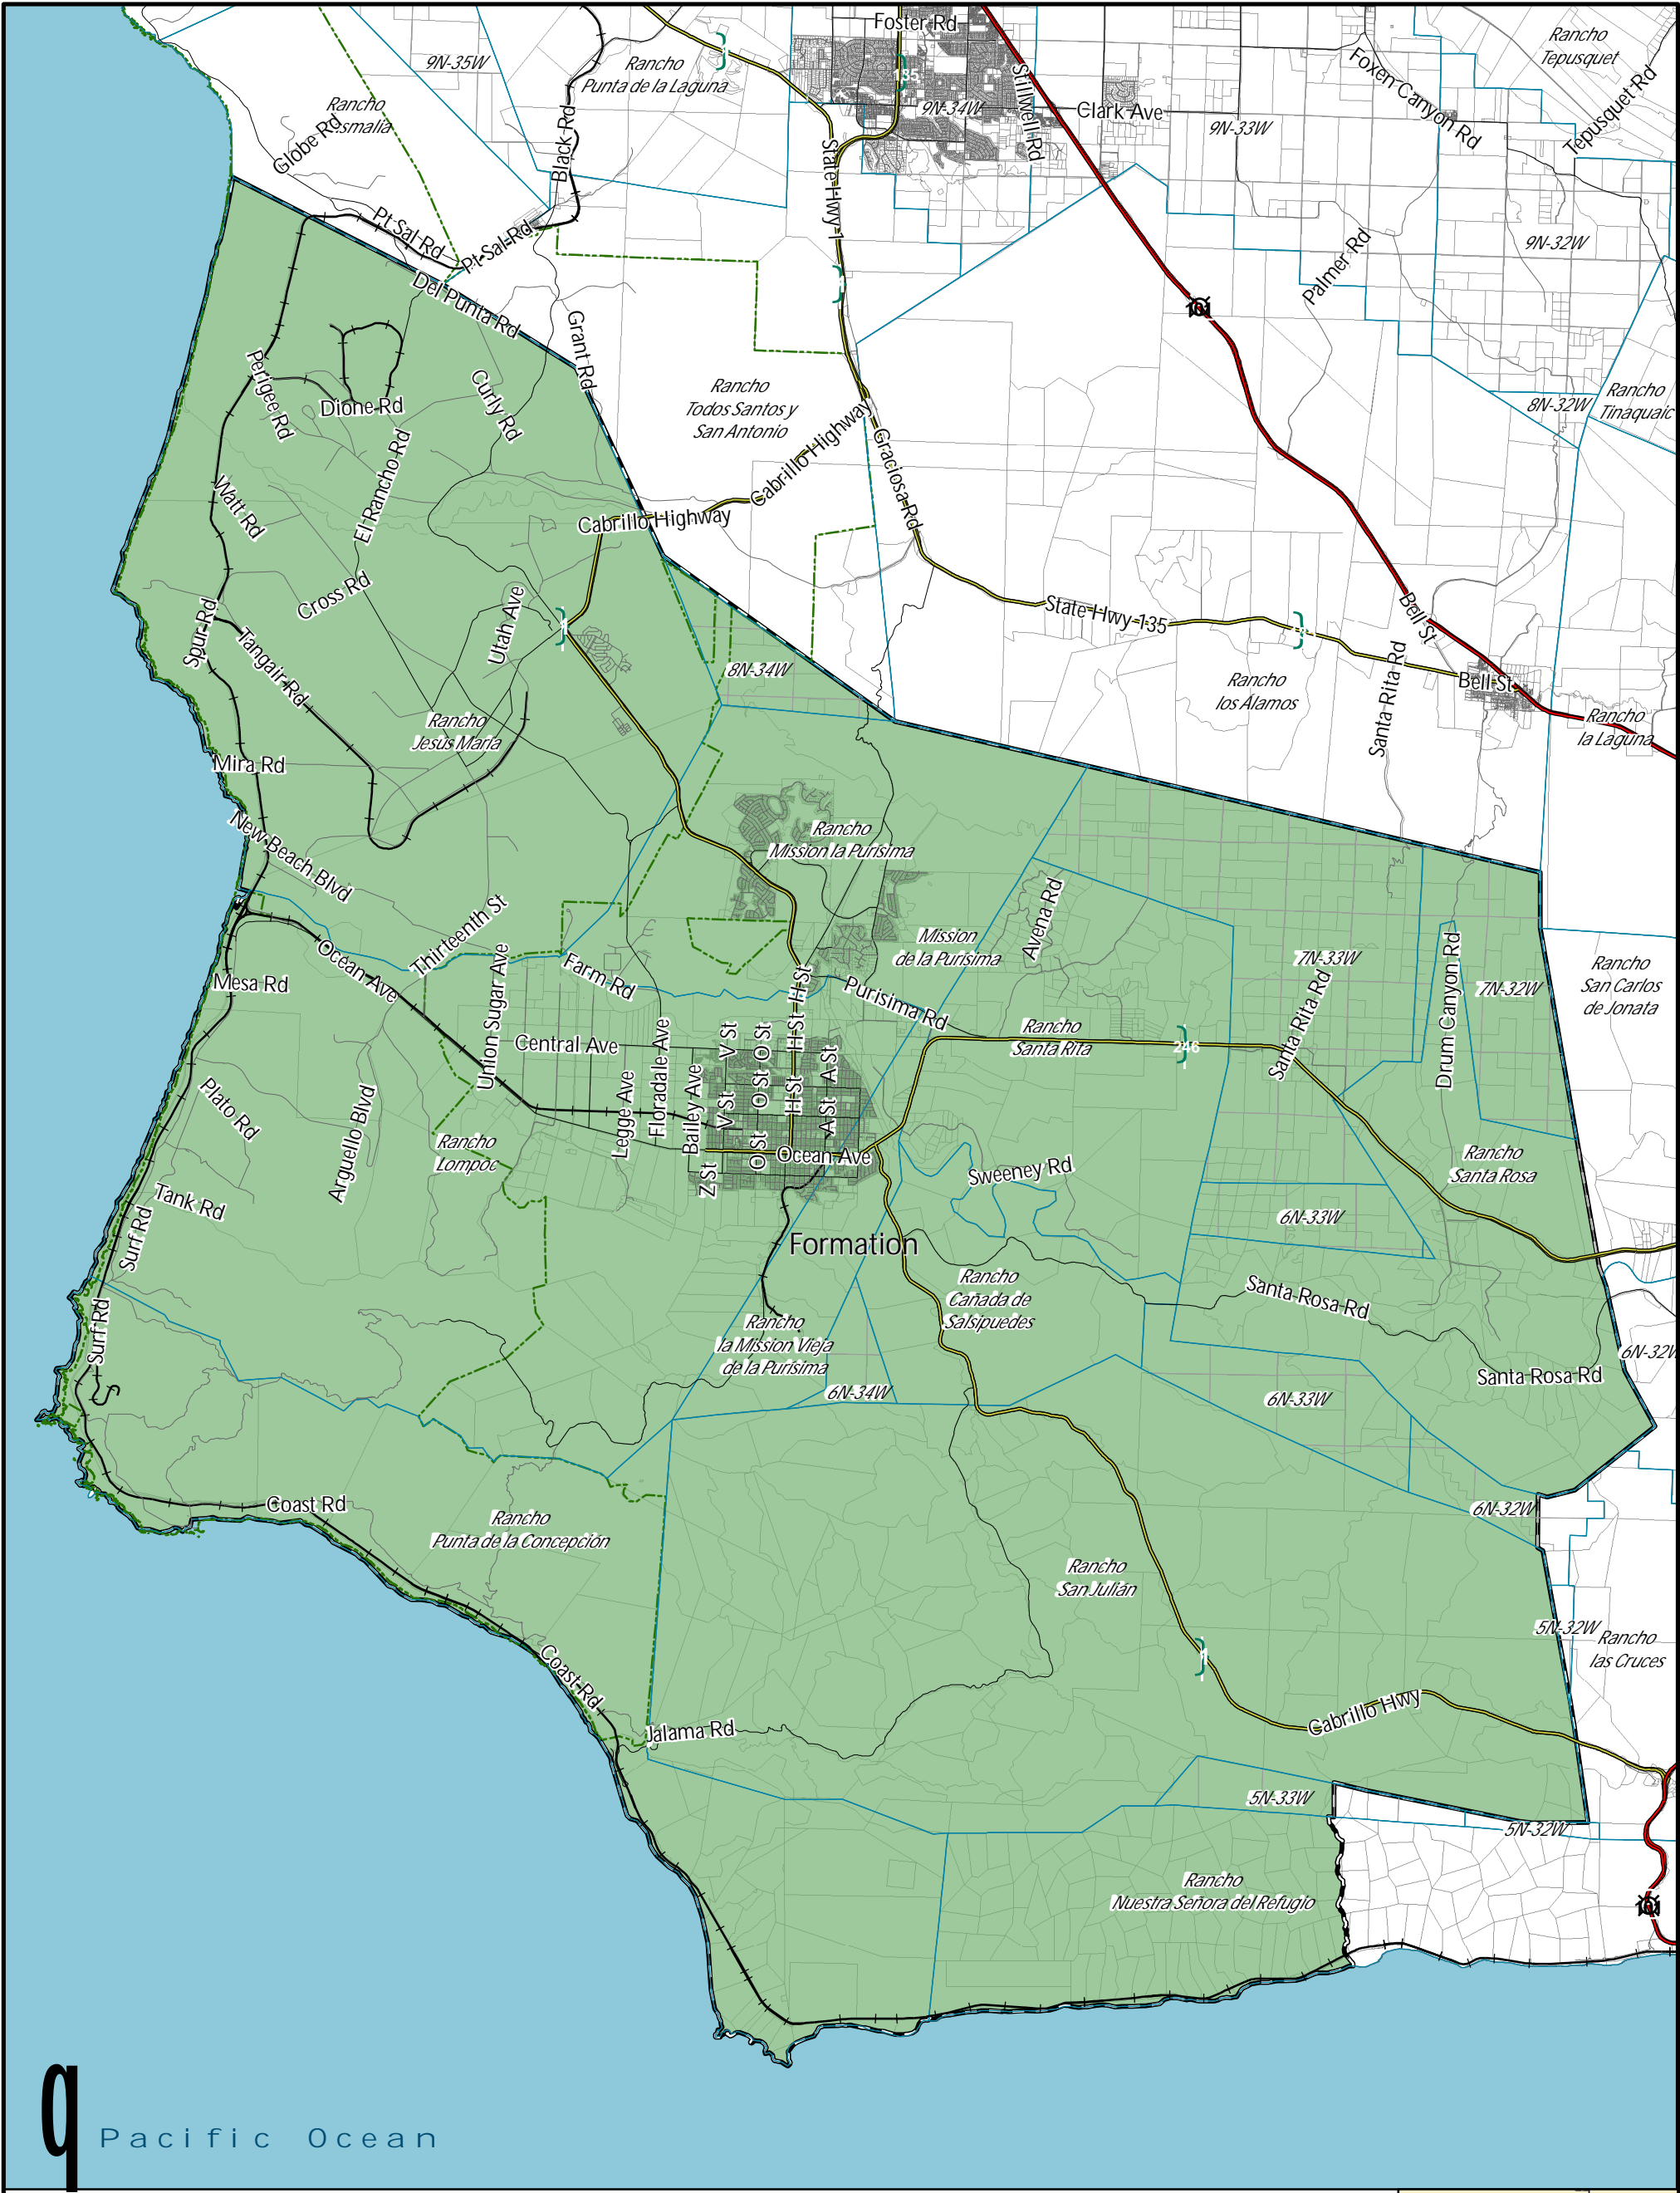 Foster Rd
Rancho
Tepusquet
9N-35W
Rancho
Punta de la Laguna
135
Stillwell Rd
Foxen Canyon Rd
Tepusquet Rd
Rancho
Globe Rd
Black Rd
9N-34W
Clark Ave
9N-33W
State Hwy 1
Pt Sal Rd
Pt Sal Rd
9N-32W
Palmer Rd
Del Punta Rd
101
Grant Rd
Perigee Rd
Dione Rd
Curly Rd
Rancho
Todos Santos y
San Antonio
8N-32W
Rancho
Tinaquaic
El Rancho Rd
Cabrillo Highway
Graciosa Rd
Watt Rd
Cabrillo Highway
Cross Rd
Utah Ave
1
State Hwy 135
Bell St
Spur Rd
Tangair Rd
8N-34W
Rancho
los Alamos
Santa Rita Rd
Bell St
Rancho
Jesús María
Rancho
la Laguna
Mira Rd
New Beach Blvd
Rancho
Mission la Purisima
Thirteenth St
Avena Rd
Mission
de la Purisima
7N-33W
Drum Canyon Rd
7N-32W
Rancho
San Carlos
de Jonata
Ocean Ave
Mesa Rd
Union Sugar Ave
Farm Rd
H St
Purisima Rd
Santa Rita Rd
Central Ave
Floradale Ave
V St
O St
H St
A St
Rancho
Santa Rita
246
Plato Rd
Arguello Blvd
Legge Ave
Bailey Ave
V St
O St
H St
A St
Rancho
Lompoc
Z St
O St
Ocean Ave
Sweeney Rd
Rancho
Santa Rosa
Tank Rd
Surf Rd
6N-33W
Formation
Rancho
Cañada de
Salsipuedes
Santa Rosa Rd
Surf Rd
Rancho
la Mission Vieja
de la Purisima
6N-34W
6N-33W
Santa Rosa Rd
6N-32W
Coast Rd
Rancho
Punta de la Concepción
6N-32W
Rancho
San Julián
1
5N-32W
Rancho
las Cruces
Coast Rd
Jalama Rd
Cabrillo Hwy
5N-33W
5N-32W
Rancho
Nuestra Señora del Refugio
101
q
Pacific Ocean